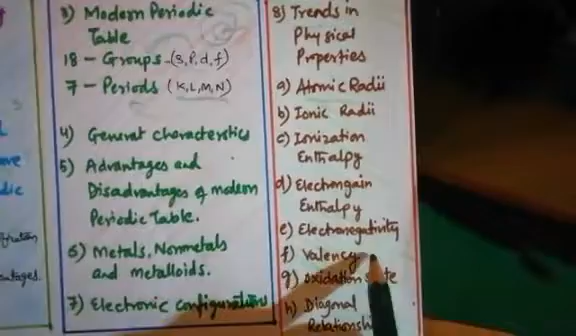 3) Modern Periodic
Table
18 - Groups - (s, p, d, f)
7 - Periods (K, L, M, N)
4) General characteristics
5) Advantages and
Disadvantages of modern
Periodic Table.
6) Metals, Nonmetals
and metalloids.
7) Electronic configurations
8) Trends in
Physical
Properties
a) Atomic Radii
b) Ionic Radii
c) Ionization
Enthalpy
d) Electrongain
Enthalpy
e) Electronegativity
f) Valency
g) Oxidation
h) Diagonal